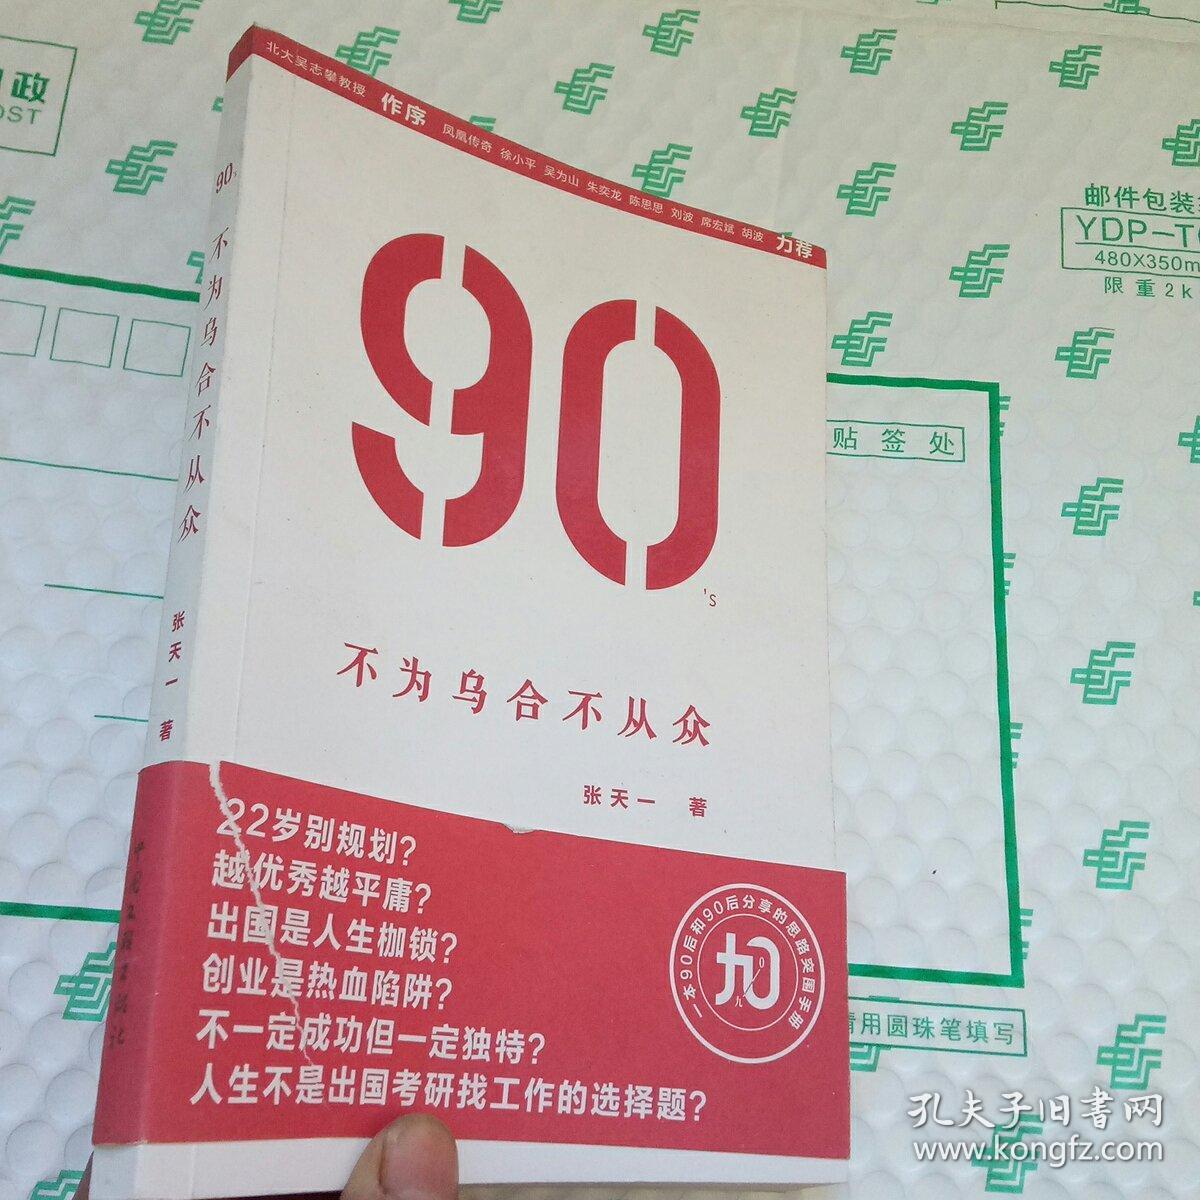 北大吴志攀教授 作序 凤凰传奇 徐小平 吴为山 朱奕龙 陈思思 刘波 席宏斌 胡波 力荐
90's
不为乌合不从众
张天一 著
22岁别规划?
越优秀越平庸?
出国是人生枷锁?
创业是热血陷阱?
不一定成功但一定独特?
人生不是出国考研找工作的选择题?
一本90后和90后分享的思路突围手册
90's 不为乌合不从众 张天一 著
政
OST
邮件包装
YDP-T
480X350m
限重2k
贴签处
用圆珠笔填写
孔夫子旧書网
www.kongfz.com